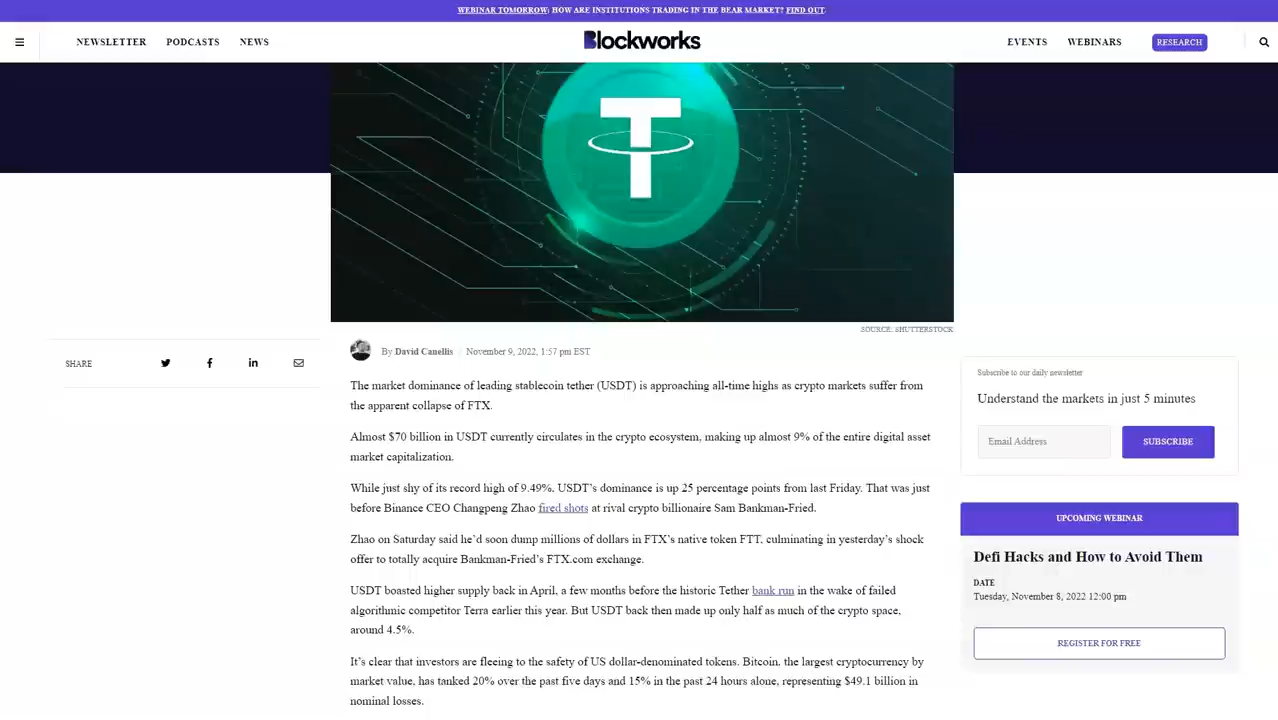 WEBINAR TOMORROW: HOW ARE INSTITUTIONS TRADING IN THE BEAR MARKET? FIND OUT.
NEWSLETTER PODCASTS NEWS
Blockworks
EVENTS WEBINARS RESEARCH
SOURCE: SHUTTERSTOCK
SHARE
By David Canellis / November 9, 2022, 1:57 pm EST
The market dominance of leading stablecoin tether (USDT) is approaching all-time highs as crypto markets suffer from
the apparent collapse of FTX.
Almost $70 billion in USDT currently circulates in the crypto ecosystem, making up almost 9% of the entire digital asset
market capitalization.
While just shy of its record high of 9.49%, USDT's dominance is up 25 percentage points from last Friday. That was just
before Binance CEO Changpeng Zhao fired shots at rival crypto billionaire Sam Bankman-Fried.
Zhao on Saturday said he'd soon dump millions of dollars in FTX's native token FTT, culminating in yesterday's shock
offer to totally acquire Bankman-Fried's FTX.com exchange.
USDT boasted higher supply back in April, a few months before the historic Tether bank run in the wake of failed
algorithmic competitor Terra earlier this year. But USDT back then made up only half as much of the crypto space,
around 4.5%.
It's clear that investors are fleeing to the safety of US dollar-denominated tokens. Bitcoin, the largest cryptocurrency by
market value, has tanked 20% over the past five days and 15% in the past 24 hours alone, representing $49.1 billion in
nominal losses.
Subscribe to our daily newsletter
Understand the markets in just 5 minutes
Email Address
SUBSCRIBE
UPCOMING WEBINAR
Defi Hacks and How to Avoid Them
DATE
Tuesday, November 8, 2022 12:00 pm
REGISTER FOR FREE